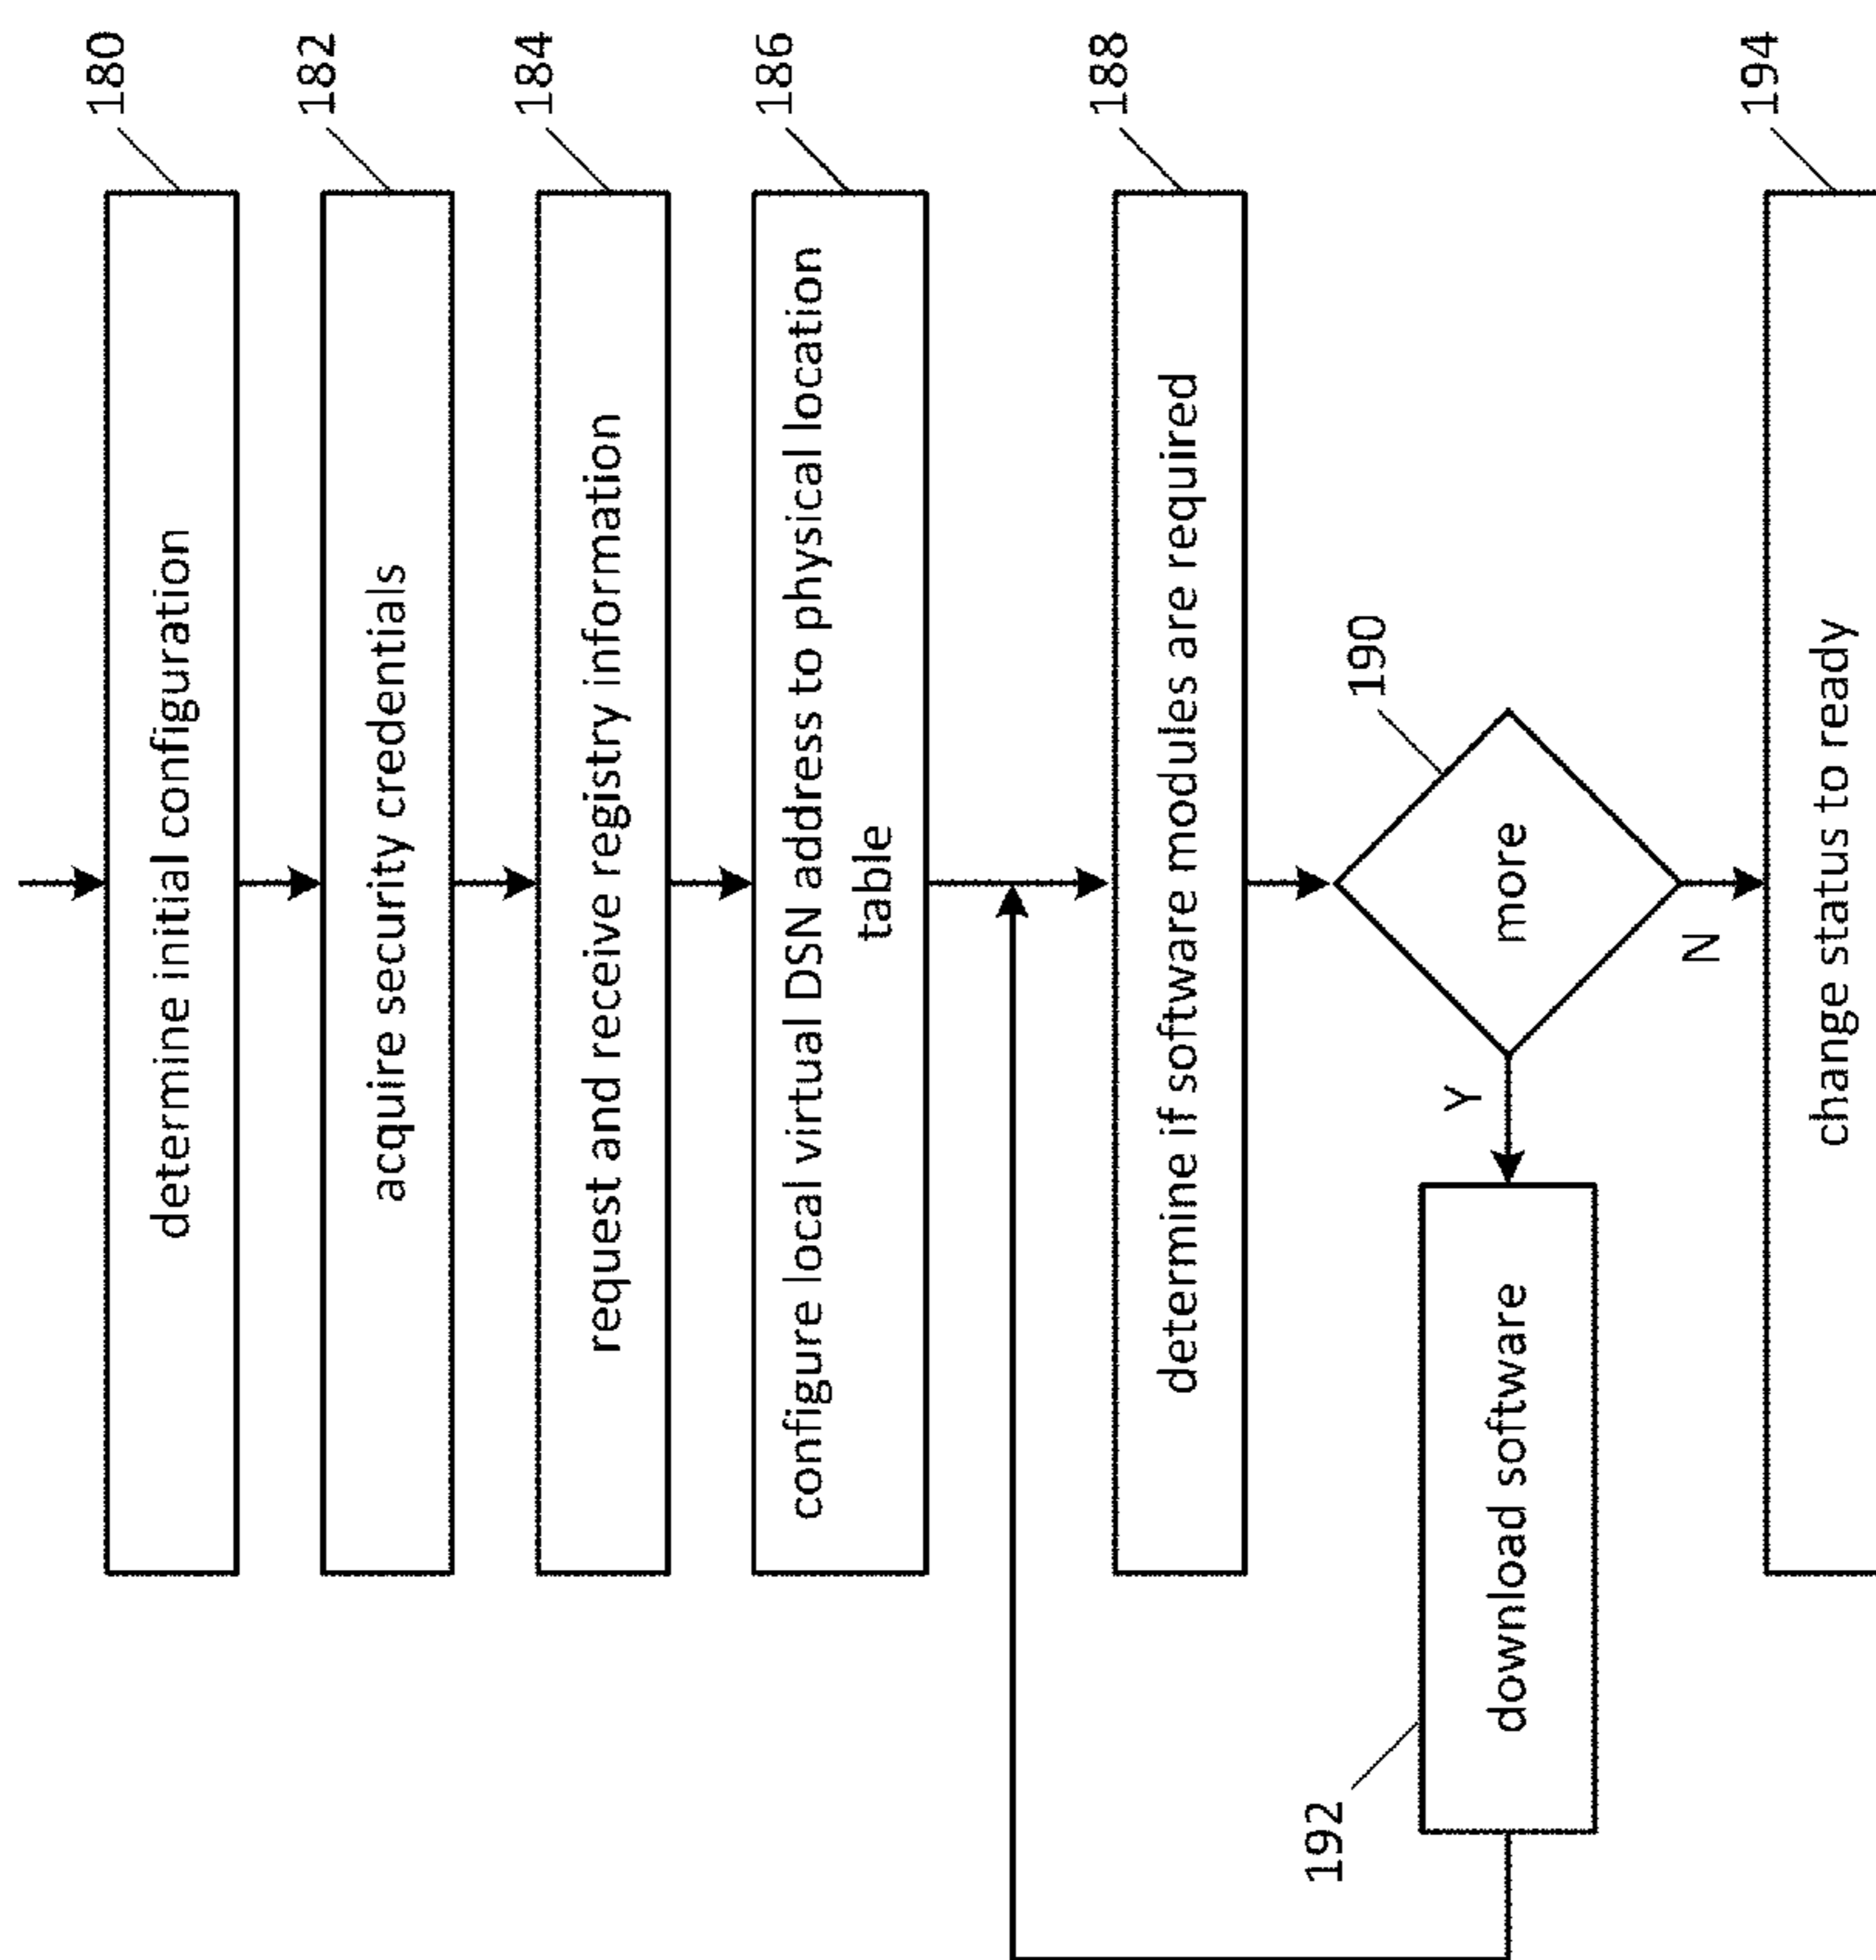 180
determine initial configuration
182
acquire security credentials
184
request and receive registry information
186
configure local virtual DSN address to physical location
table
188
determine if software modules are required
190
more
Y
N
192
download software
194
change status to ready